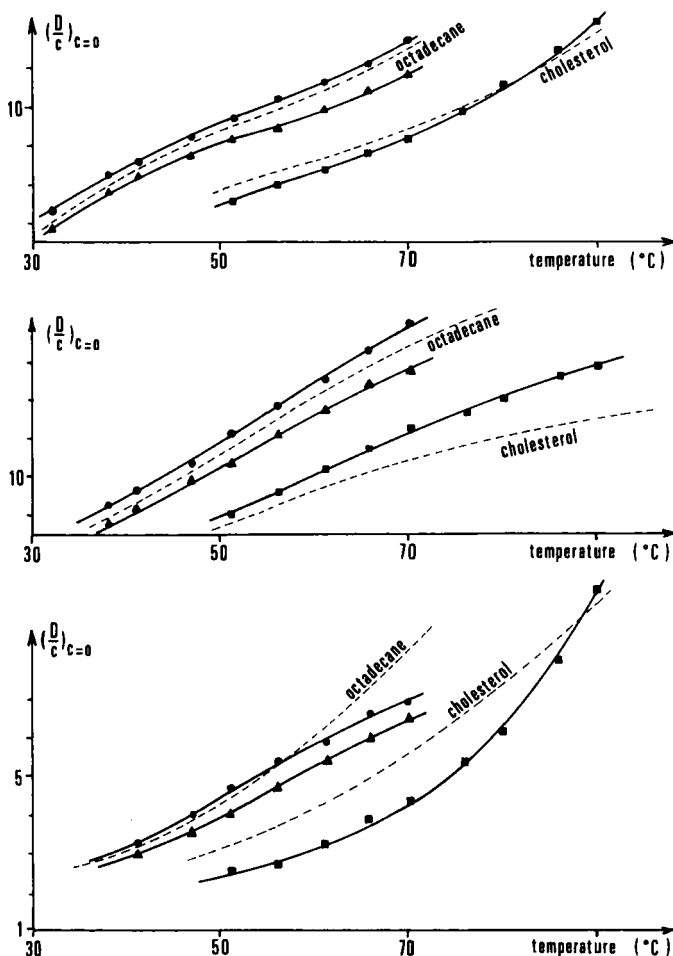 (D/c)c=0
octadecane
cholesterol
10
30
50
70
temperature (°C)
(D/c)c=0
octadecane
cholesterol
10
30
50
70
temperature (°C)
(D/c)c=0
octadecane
cholesterol
5
1
30
50
70
temperature (°C)